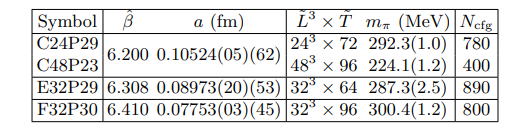 Symbol β̂ a (fm) L̃³ × T̃ mπ (MeV) Ncfg
C24P29 24³ × 72 292.3(1.0) 780
6.200 0.10524(05)(62)
C48P23 48³ × 96 224.1(1.2) 400
E32P29 6.308 0.08973(20)(53) 32³ × 64 287.3(2.5) 890
F32P30 6.410 0.07753(03)(45) 32³ × 96 300.4(1.2) 800